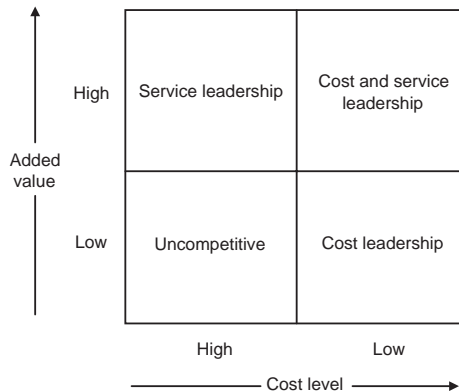 High
Service leadership
Cost and service
leadership
Added
value
Low
Uncompetitive
Cost leadership
High
Low
Cost level